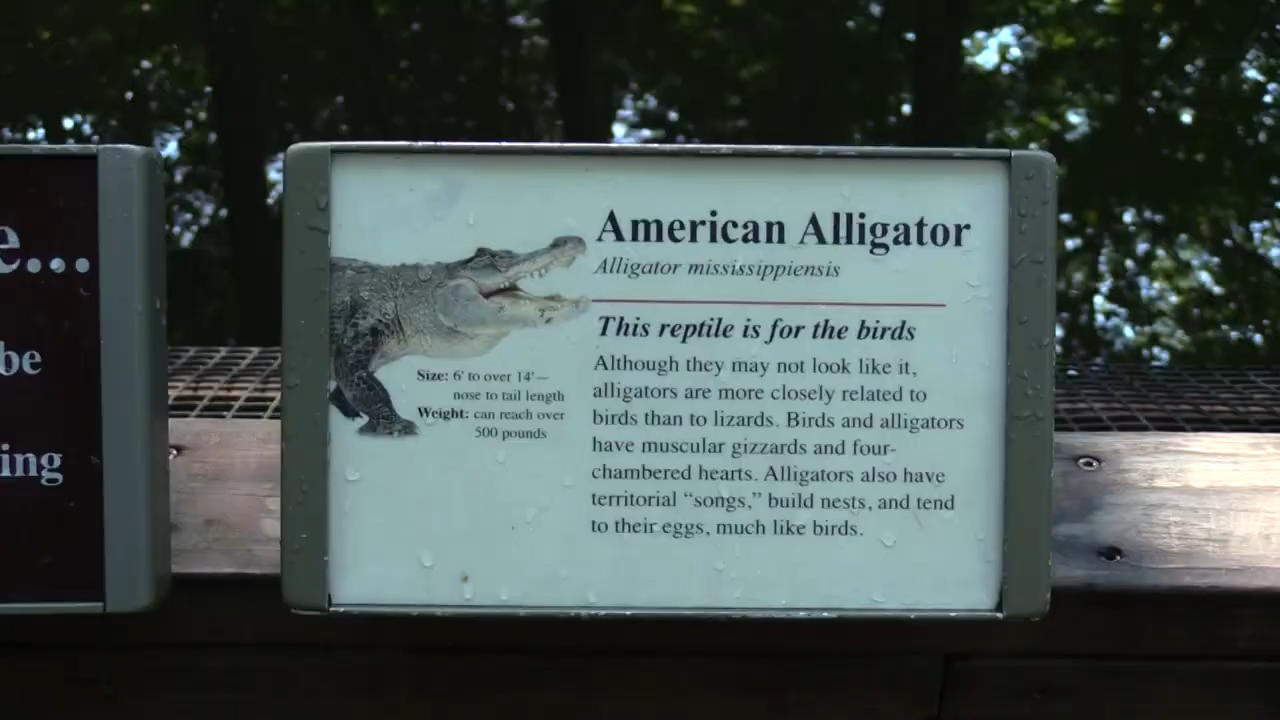 e...
be
ing
American Alligator
Alligator mississippiensis
This reptile is for the birds
Although they may not look like it,
alligators are more closely related to
birds than to lizards. Birds and alligators
have muscular gizzards and four-
chambered hearts. Alligators also have
territorial “songs,” build nests, and tend
to their eggs, much like birds.
Size: 6' to over 14'—
nose to tail length
Weight: can reach over
500 pounds